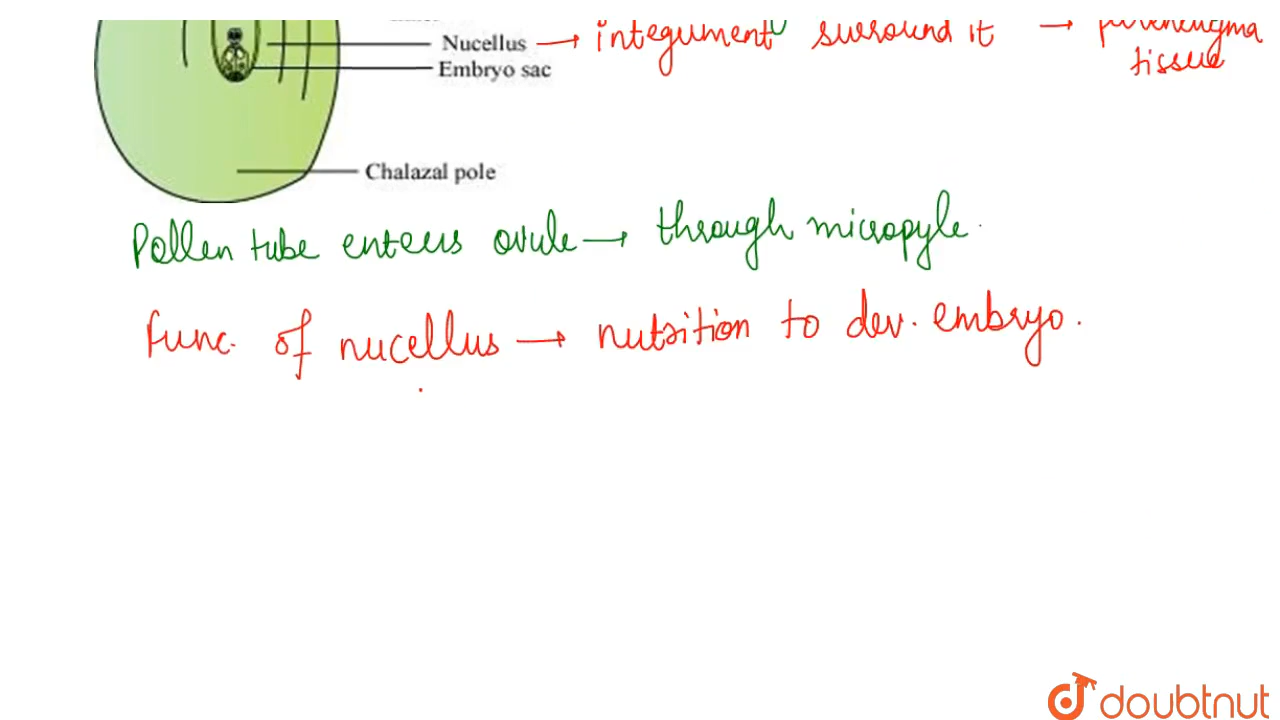 Nucellus → integument surround it → parenchyma
tissue
Embryo sac
Chalazal pole
Pollen tube enters ovule → through micropyle.
Func. of nucellus → nutrition to dev. embryo.
doubtnut